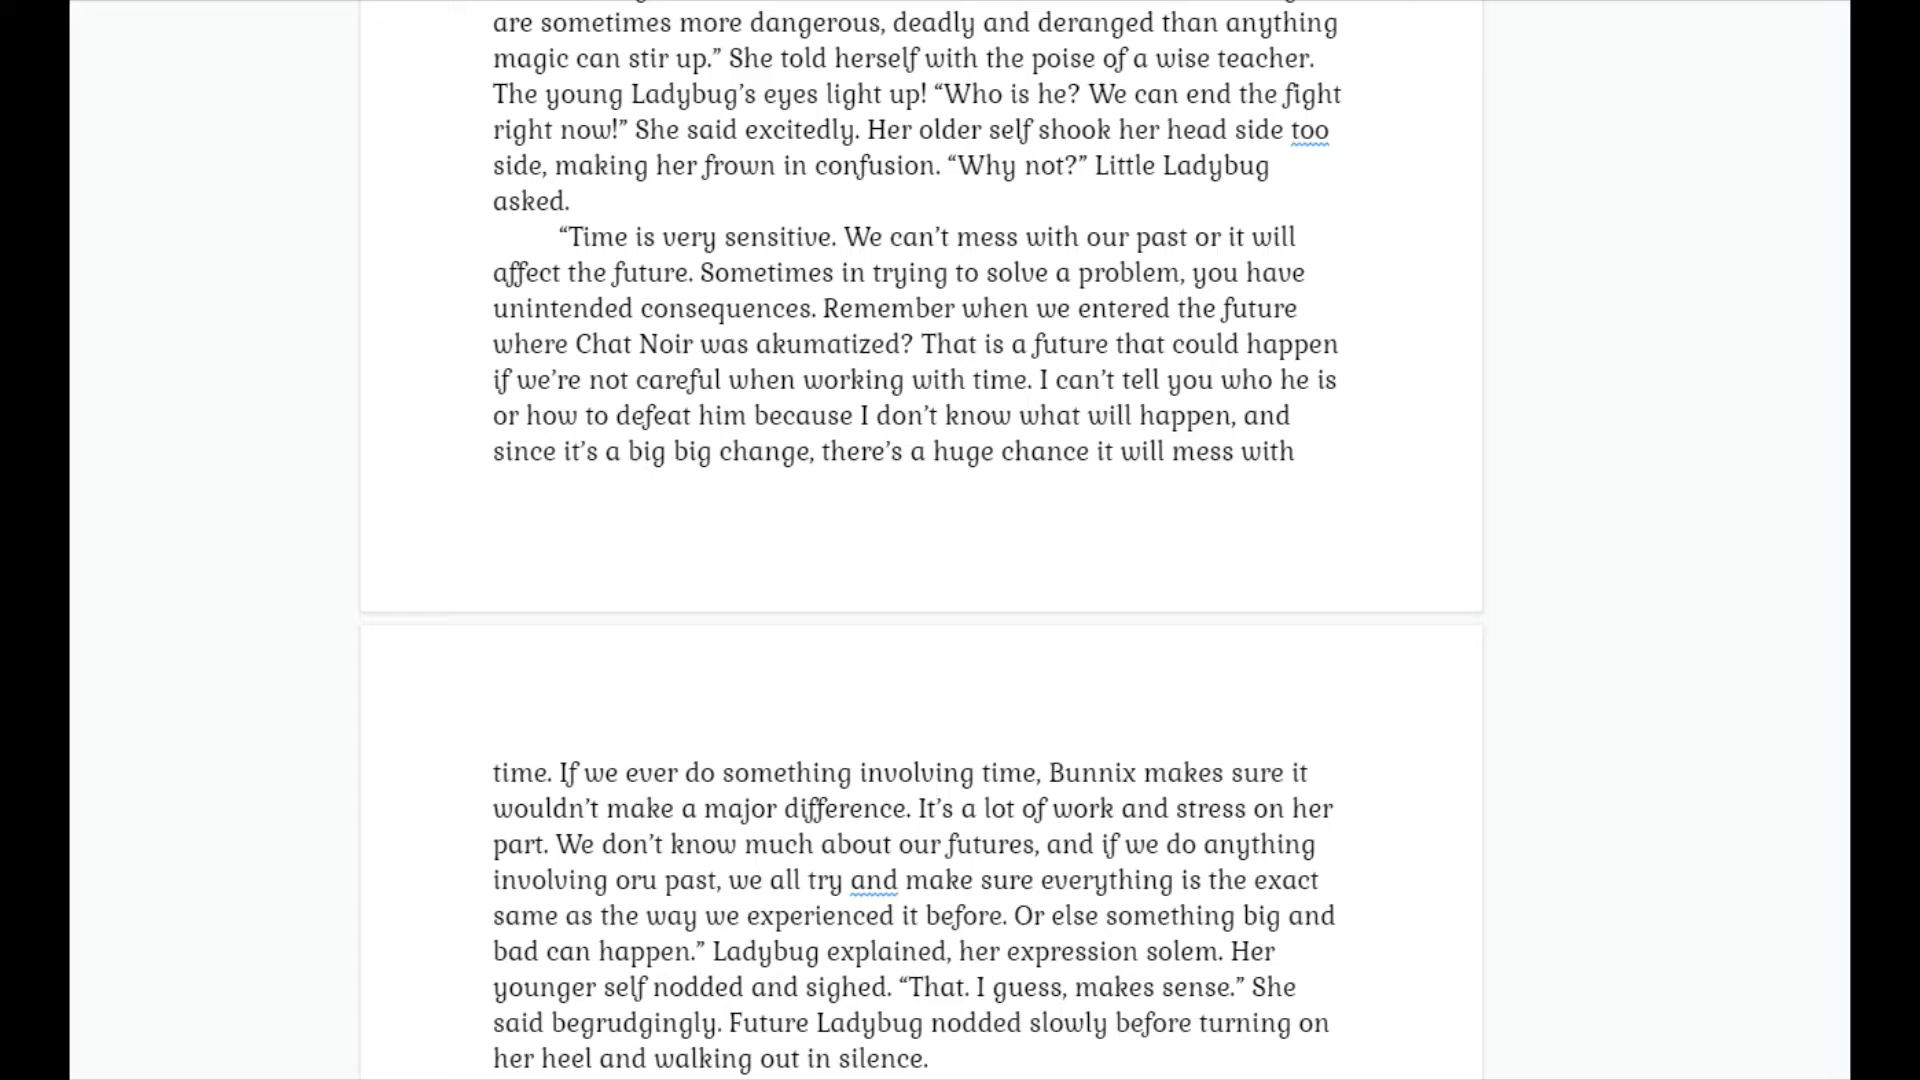 are sometimes more dangerous, deadly and deranged than anything
magic can stir up.” She told herself with the poise of a wise teacher.
The young Ladybug’s eyes light up! “Who is he? We can end the fight
right now!” She said excitedly. Her older self shook her head side too
side, making her frown in confusion. “Why not?” Little Ladybug
asked.
“Time is very sensitive. We can’t mess with our past or it will
affect the future. Sometimes in trying to solve a problem, you have
unintended consequences. Remember when we entered the future
where Chat Noir was akumatized? That is a future that could happen
if we’re not careful when working with time. I can’t tell you who he is
or how to defeat him because I don’t know what will happen, and
since it’s a big big change, there’s a huge chance it will mess with
time. If we ever do something involving time, Bunnix makes sure it
wouldn’t make a major difference. It’s a lot of work and stress on her
part. We don’t know much about our futures, and if we do anything
involving oru past, we all try and make sure everything is the exact
same as the way we experienced it before. Or else something big and
bad can happen.” Ladybug explained, her expression solem. Her
younger self nodded and sighed. “That. I guess, makes sense.” She
said begrudgingly. Future Ladybug nodded slowly before turning on
her heel and walking out in silence.